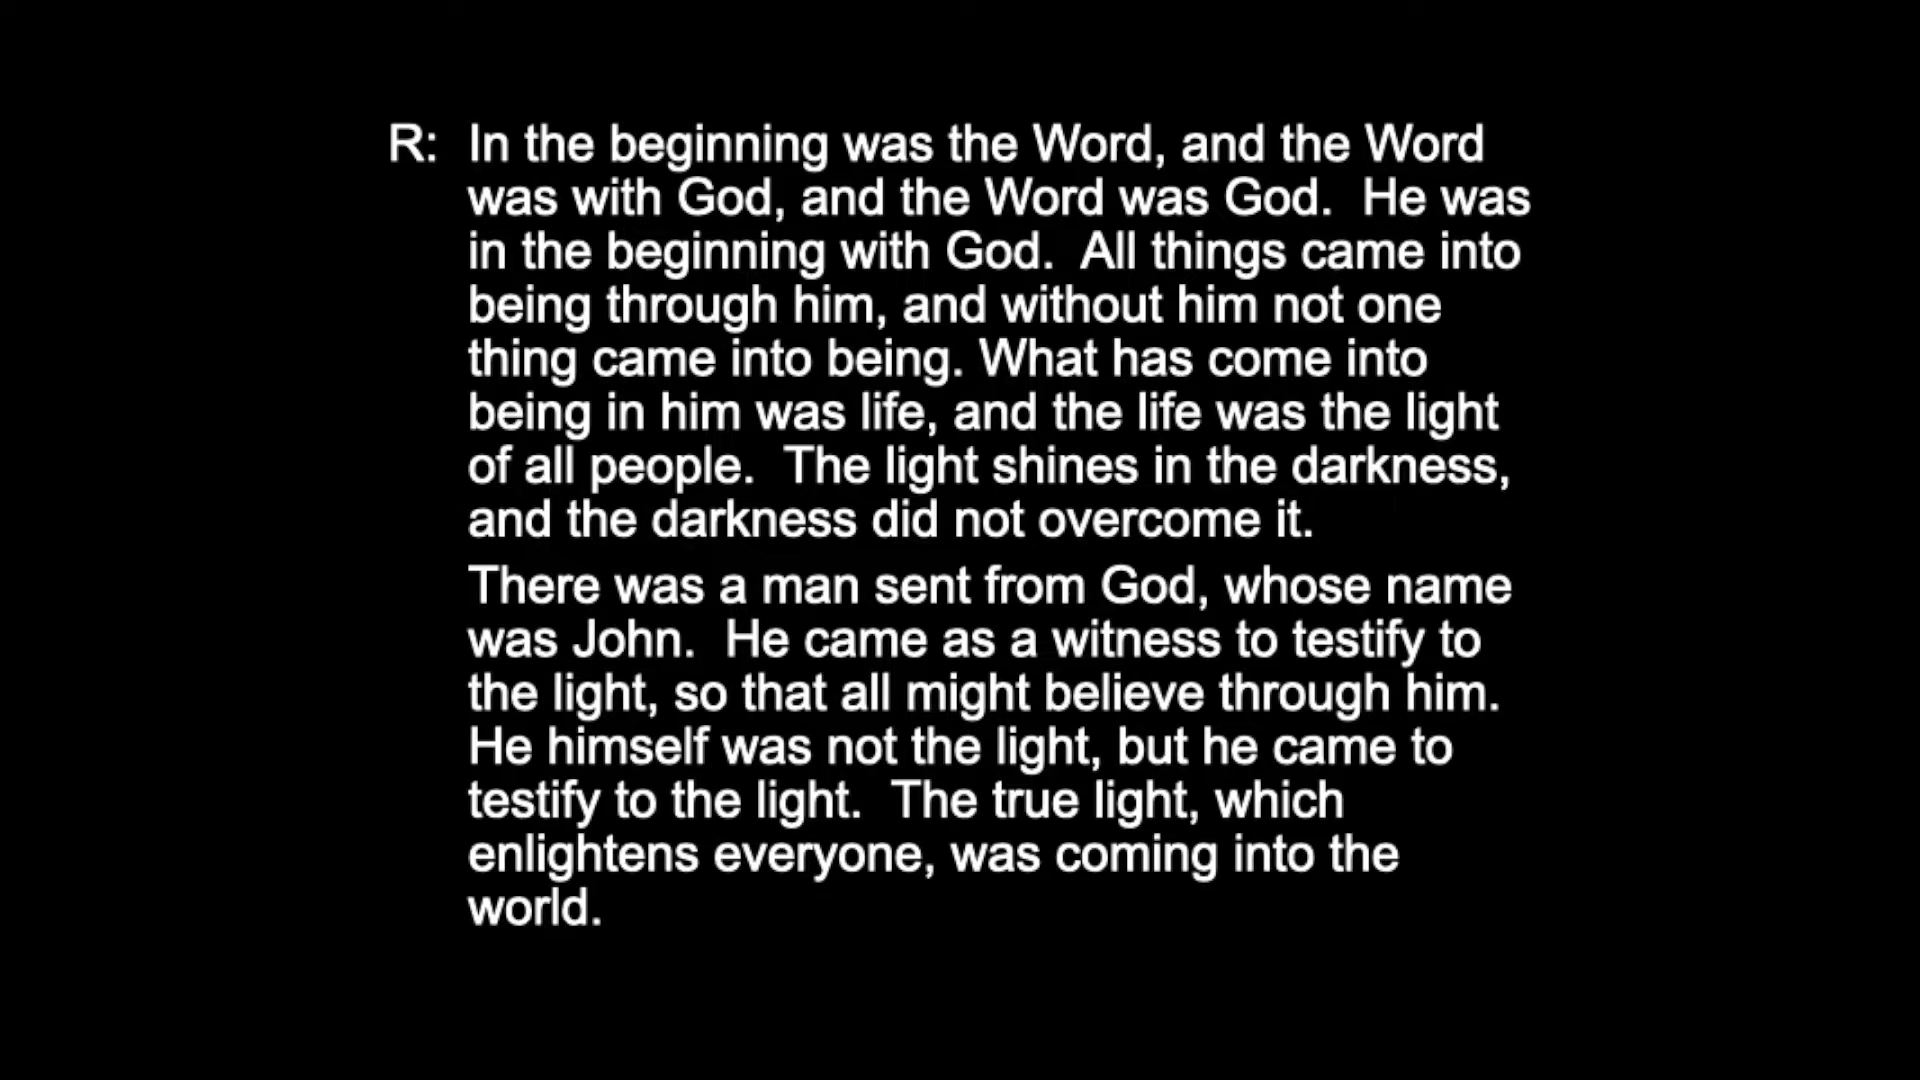 R: In the beginning was the Word, and the Word
was with God, and the Word was God.  He was
in the beginning with God.  All things came into
being through him, and without him not one
thing came into being. What has come into
being in him was life, and the life was the light
of all people.  The light shines in the darkness,
and the darkness did not overcome it.
There was a man sent from God, whose name
was John.  He came as a witness to testify to
the light, so that all might believe through him.
He himself was not the light, but he came to
testify to the light.  The true light, which
enlightens everyone, was coming into the
world.